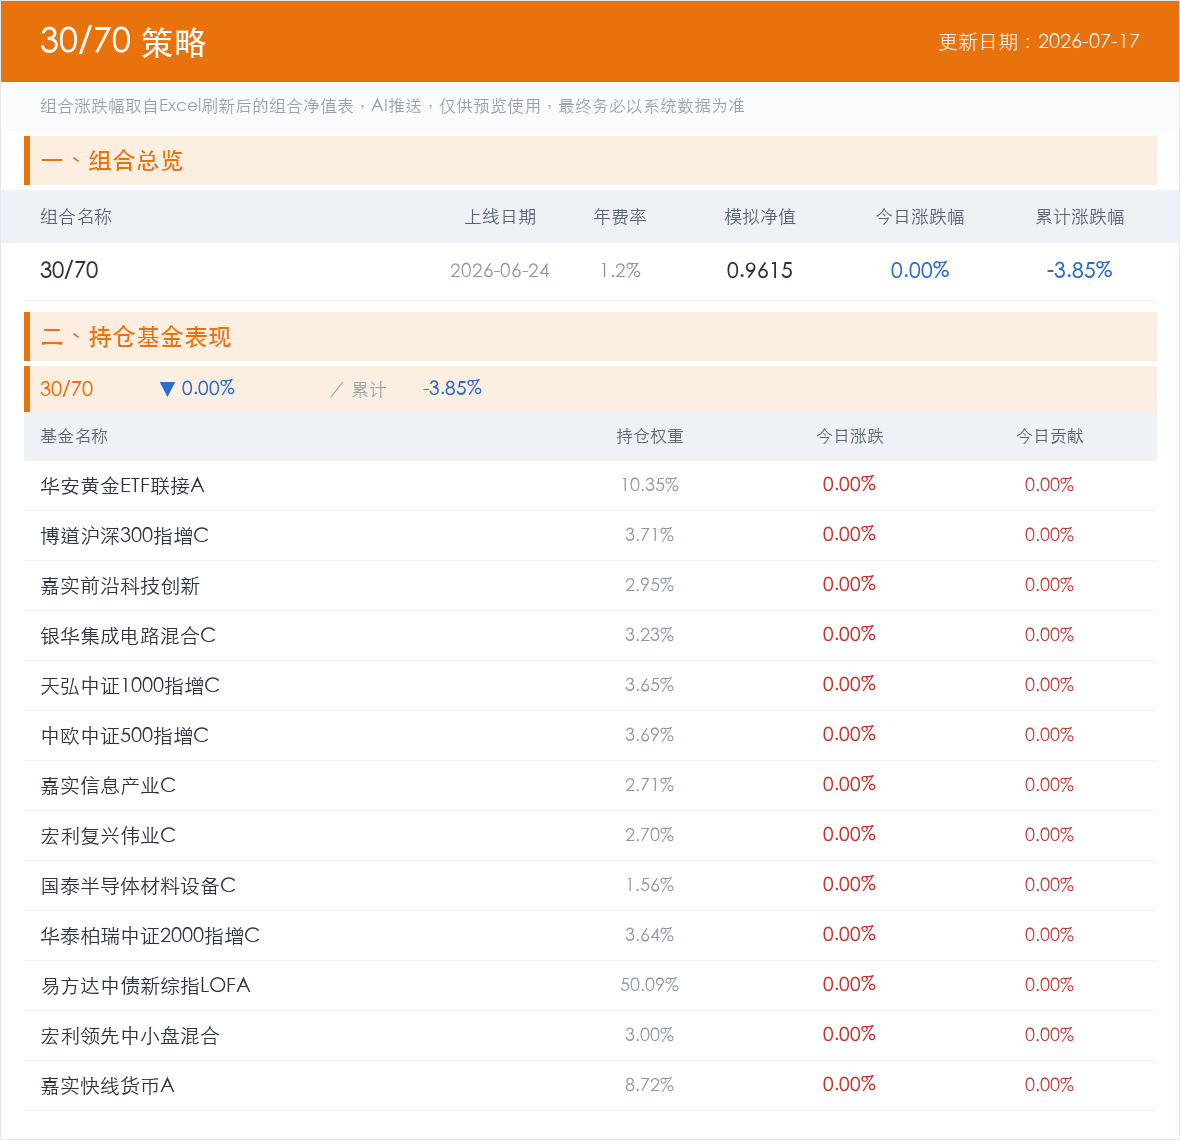 30/70 策略 更新日期：2026-07-17
组合涨跌幅取自Excel刷新后的组合净值表，AI推送，仅供预览使用，最终务必以系统数据为准
一、组合总览
组合名称 上线日期 年费率 模拟净值 今日涨跌幅 累计涨跌幅
30/70 2026-06-24 1.2% 0.9615 0.00% -3.85%
二、持仓基金表现
30/70 ▼ 0.00% ／ 累计 -3.85%
基金名称 持仓权重 今日涨跌 今日贡献
华安黄金ETF联接A 10.35% 0.00% 0.00%
博道沪深300指增C 3.71% 0.00% 0.00%
嘉实前沿科技创新 2.95% 0.00% 0.00%
银华集成电路混合C 3.23% 0.00% 0.00%
天弘中证1000指增C 3.65% 0.00% 0.00%
中欧中证500指增C 3.69% 0.00% 0.00%
嘉实信息产业C 2.71% 0.00% 0.00%
宏利复兴伟业C 2.70% 0.00% 0.00%
国泰半导体材料设备C 1.56% 0.00% 0.00%
华泰柏瑞中证2000指增C 3.64% 0.00% 0.00%
易方达中债新综指LOFA 50.09% 0.00% 0.00%
宏利领先中小盘混合 3.00% 0.00% 0.00%
嘉实快线货币A 8.72% 0.00% 0.00%